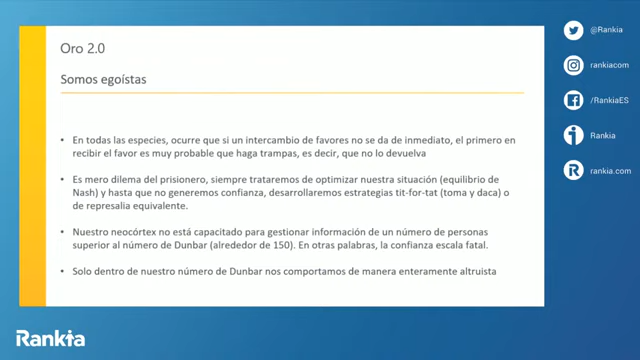 Oro 2.0
Somos egoístas
• En todas las especies, ocurre que si un intercambio de favores no se da de inmediato, el primero en
recibir el favor es muy probable que haga trampas, es decir, que no lo devuelva
• Es mero dilema del prisionero, siempre trataremos de optimizar nuestra situación (equilibrio de
Nash) y hasta que no generemos confianza, desarrollaremos estrategias tit-for-tat (toma y daca) o
de represalia equivalente.
• Nuestro neocórtex no está capacitado para gestionar información de un número de personas
superior al número de Dunbar (alrededor de 150). En otras palabras, la confianza escala fatal.
• Solo dentro de nuestro número de Dunbar nos comportamos de manera enteramente altruista
@Rankia
rankiacom
/RankiaES
Rankia
rankia.com
Rankia